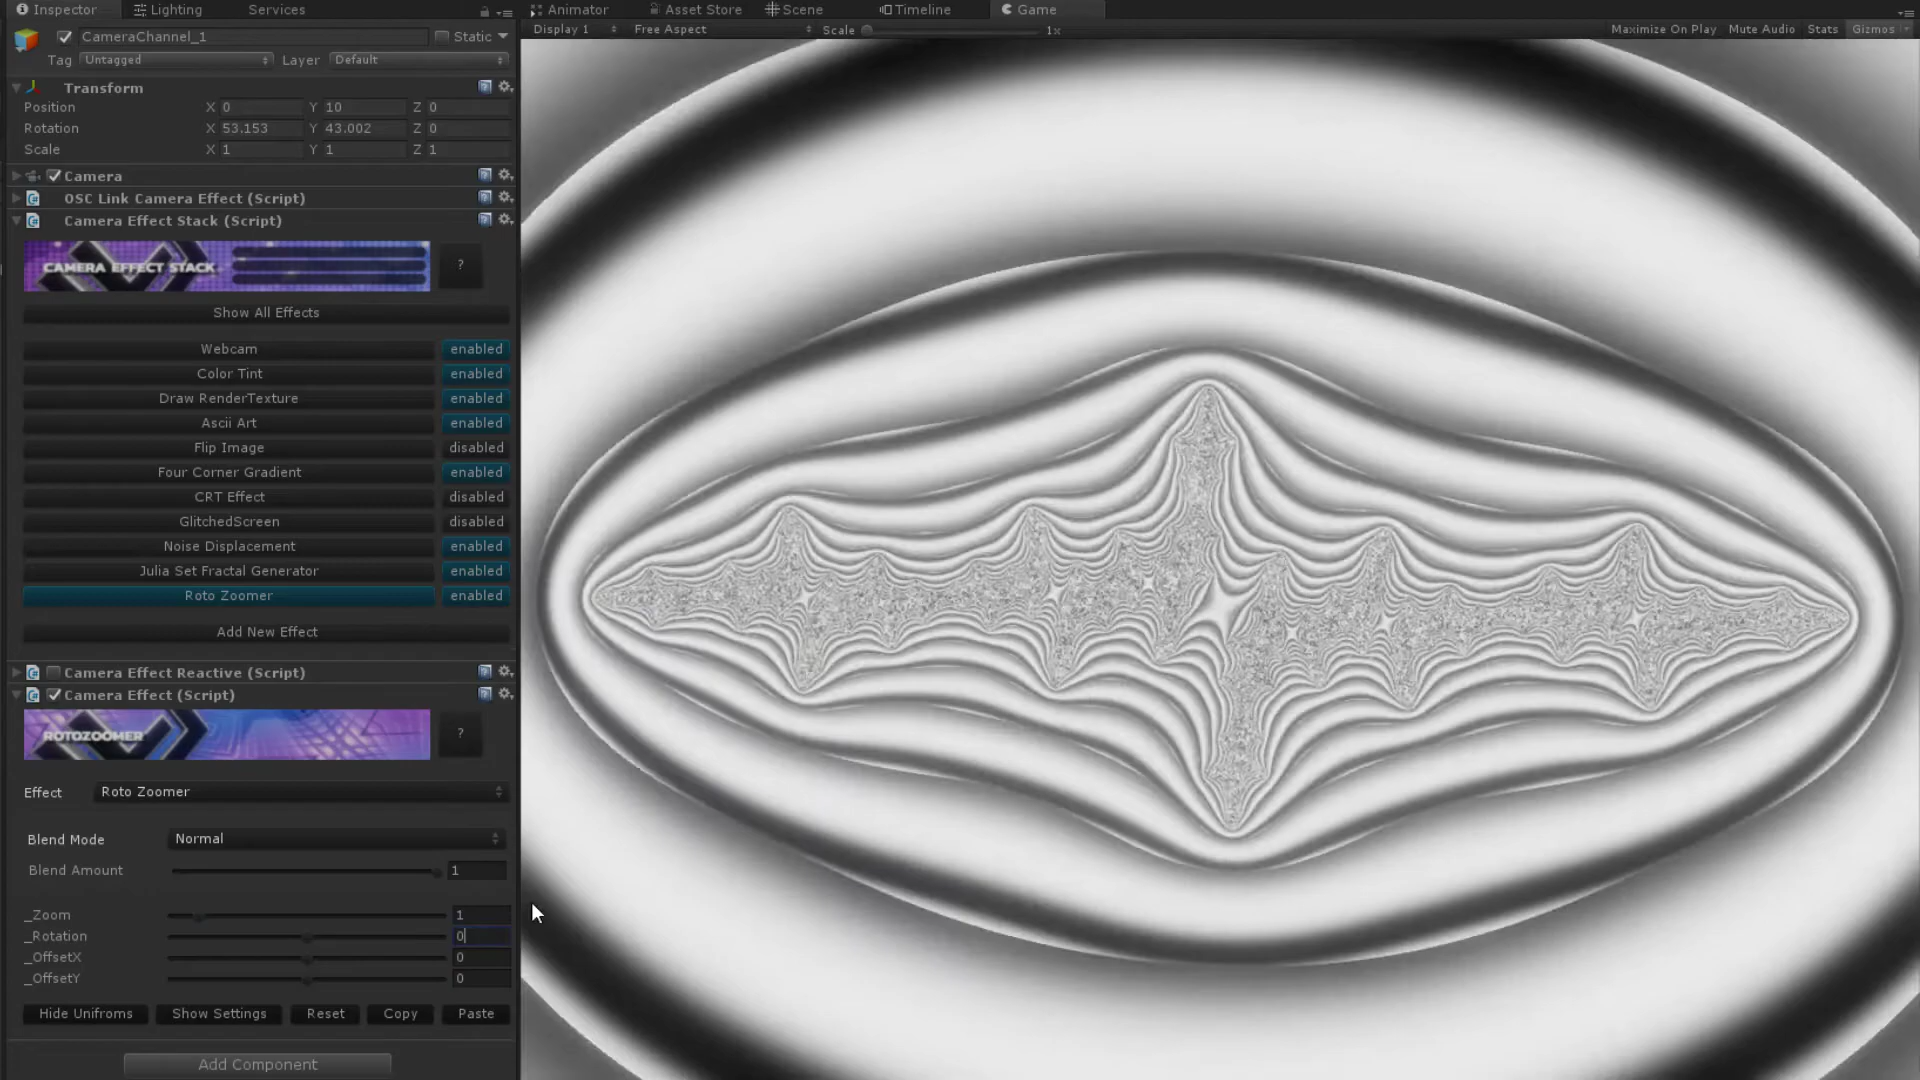 Inspector Lighting Services
Animator Asset Store Scene Timeline Game
Display 1 Free Aspect Scale 1x Maximize On Play Mute Audio Stats Gizmos
CameraChannel_1 Static
Tag Untagged Layer Default
Transform
Position X 0 Y 10 Z 0
Rotation X 53.153 Y 43.002 Z 0
Scale X 1 Y 1 Z 1
Camera
OSC Link Camera Effect (Script)
Camera Effect Stack (Script)
CAMERA EFFECT STACK ?
Show All Effects
Webcam enabled
Color Tint enabled
Draw RenderTexture enabled
Ascii Art enabled
Flip Image disabled
Four Corner Gradient enabled
CRT Effect disabled
GlitchedScreen disabled
Noise Displacement enabled
Julia Set Fractal Generator enabled
Roto Zoomer enabled
Add New Effect
Camera Effect Reactive (Script)
Camera Effect (Script)
ROTOZOOMER ?
Effect Roto Zoomer
Blend Mode Normal
Blend Amount 1
_Zoom 1
_Rotation 0
_OffsetX 0
_OffsetY 0
Hide Unifroms Show Settings Reset Copy Paste
Add Component